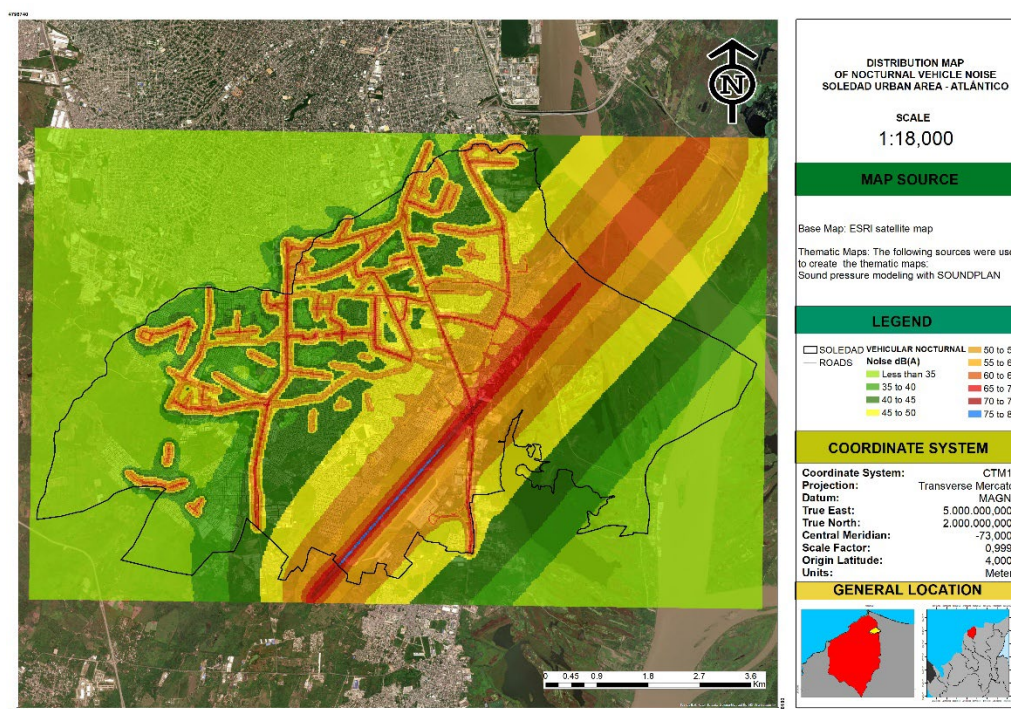 DISTRIBUTION MAP
OF NOCTURNAL VEHICLE NOISE
SOLEDAD URBAN AREA - ATLÁNTICO
SCALE
1:18,000
MAP SOURCE
Base Map: ESRI satellite map
Thematic Maps: The following sources were use
to create the thematic maps:
Sound pressure modeling with SOUNDPLAN
LEGEND
SOLEDAD
ROADS
VEHICULAR NOCTURNAL
Noise dB(A)
Less than 35
35 to 40
40 to 45
45 to 50
50 to 5
55 to 6
60 to 6
65 to 7
70 to 7
75 to 8
COORDINATE SYSTEM
Coordinate System: CTM1
Projection: Transverse Mercato
Datum: MAGN
True East: 5.000.000,000
True North: 2.000.000,000
Central Meridian: -73,000
Scale Factor: 0,999
Origin Latitude: 4,000
Units: Mete
GENERAL LOCATION
N
0 0.45 0.9 1.8 2.7 3.6
Km